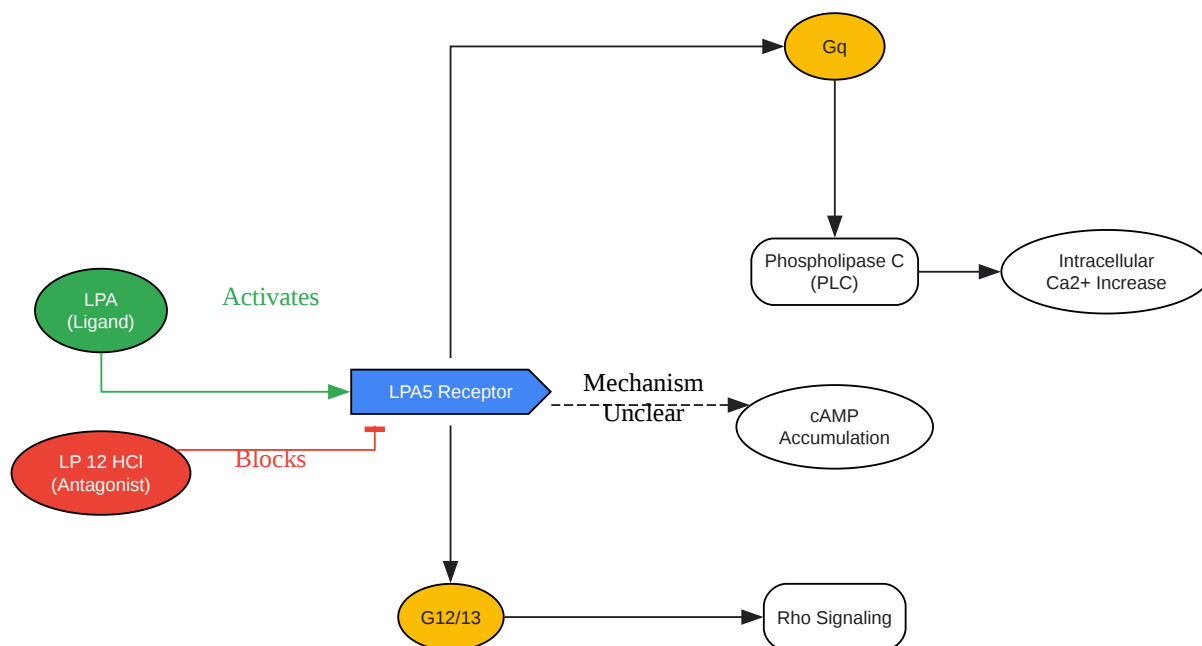 Gq
Phospholipase C
(PLC)
Intracellular
Ca2+ Increase
LPA
(Ligand)
Activates
LPA5 Receptor
Mechanism
Unclear
cAMP
Accumulation
LP 12 HCl
(Antagonist)
Blocks
G12/13
Rho Signaling